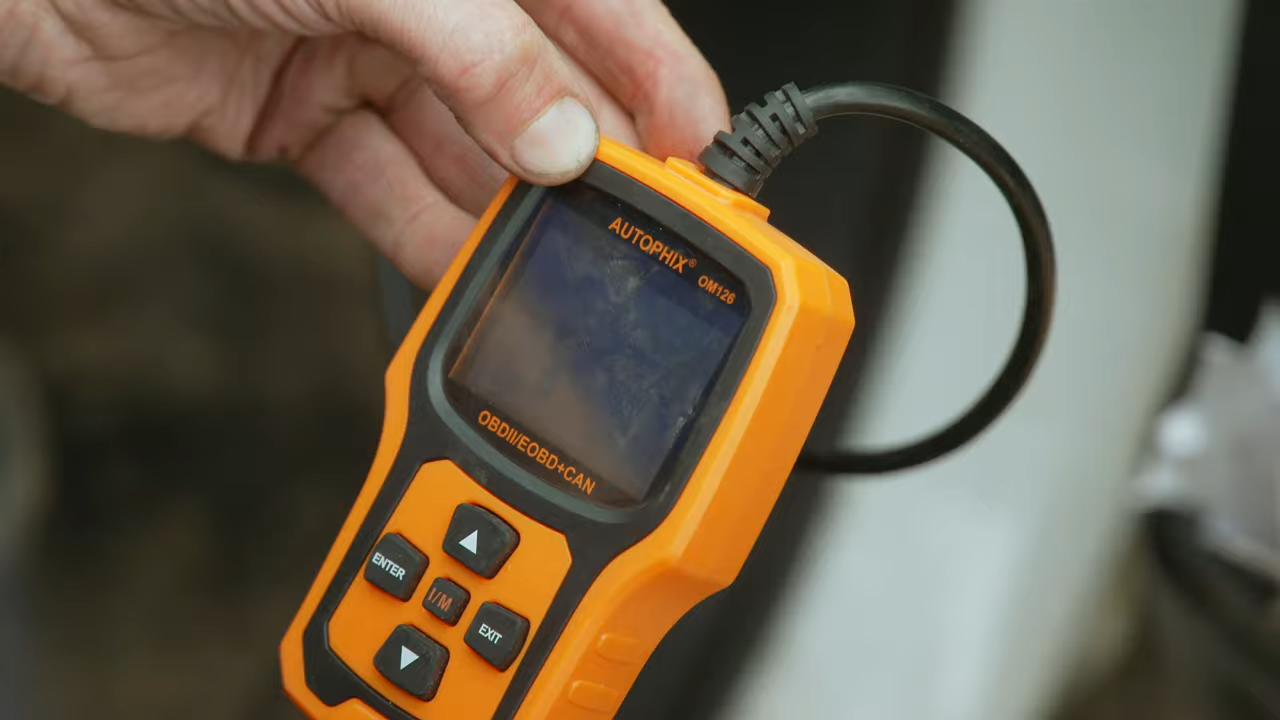 AUTOPHIX®
OM126
OBDII/EOBD+CAN
ENTER
I/M
EXIT